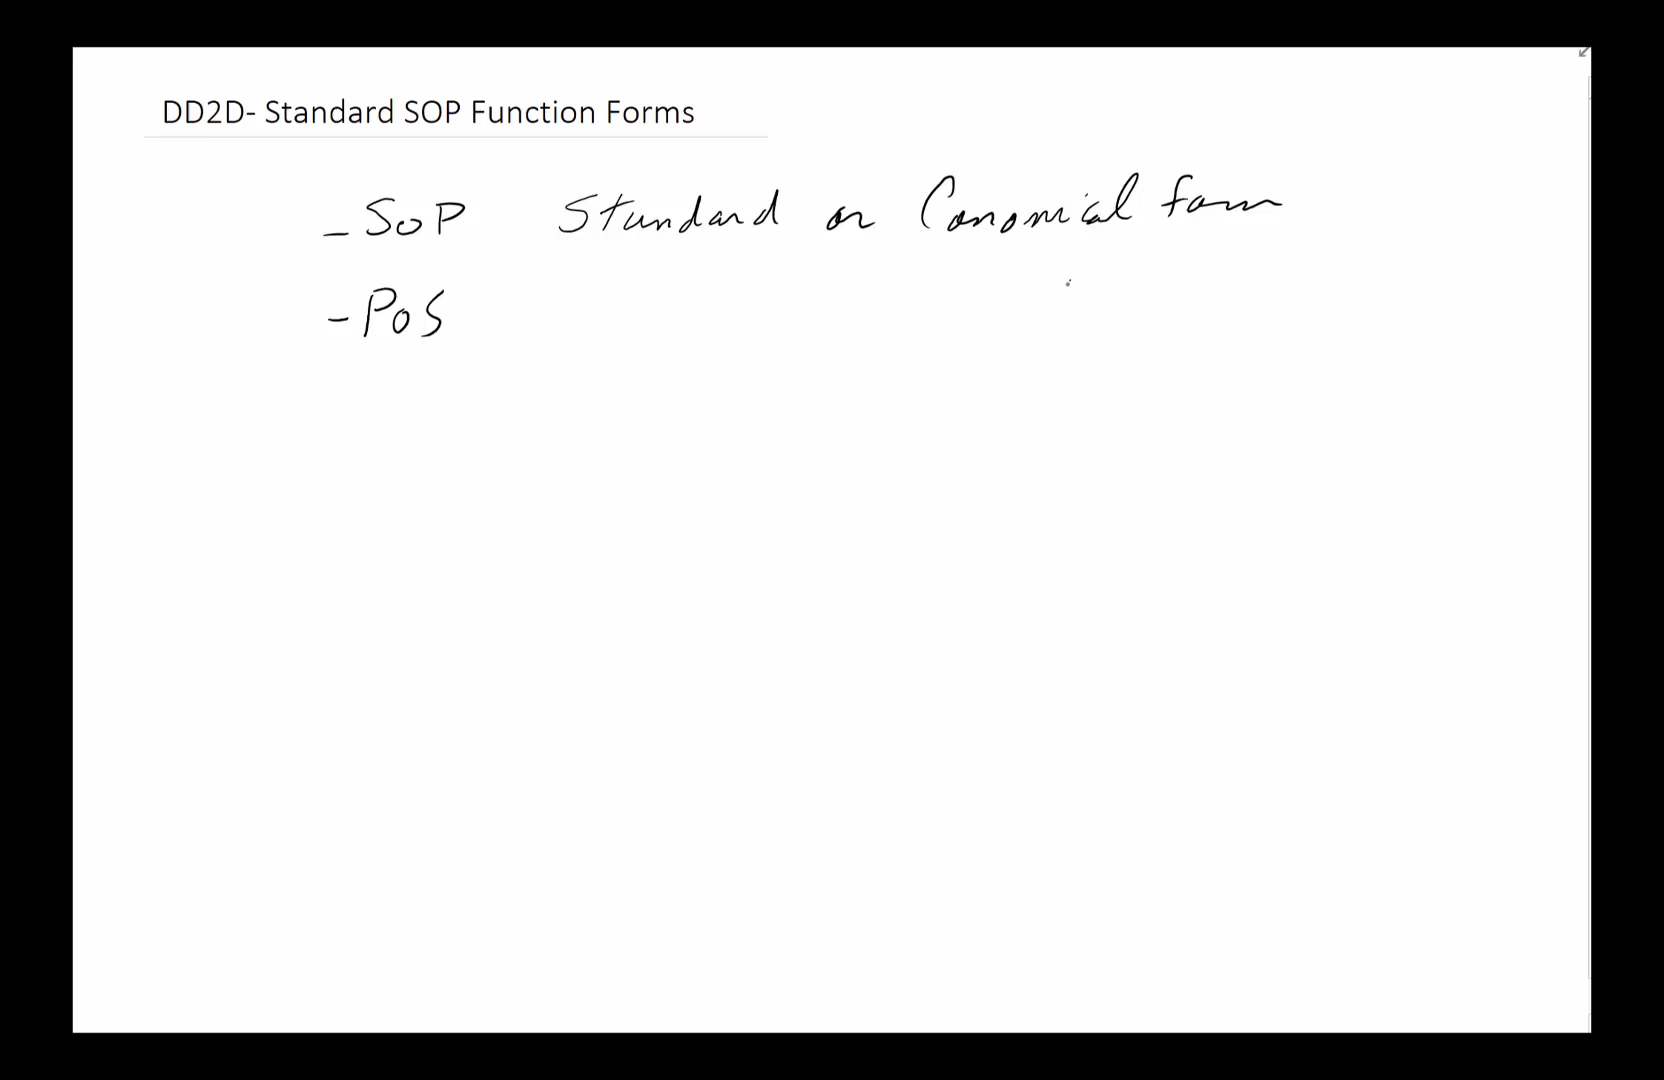 DD2D- Standard SOP Function Forms
- SoP Standard or Canonical form
- PoS